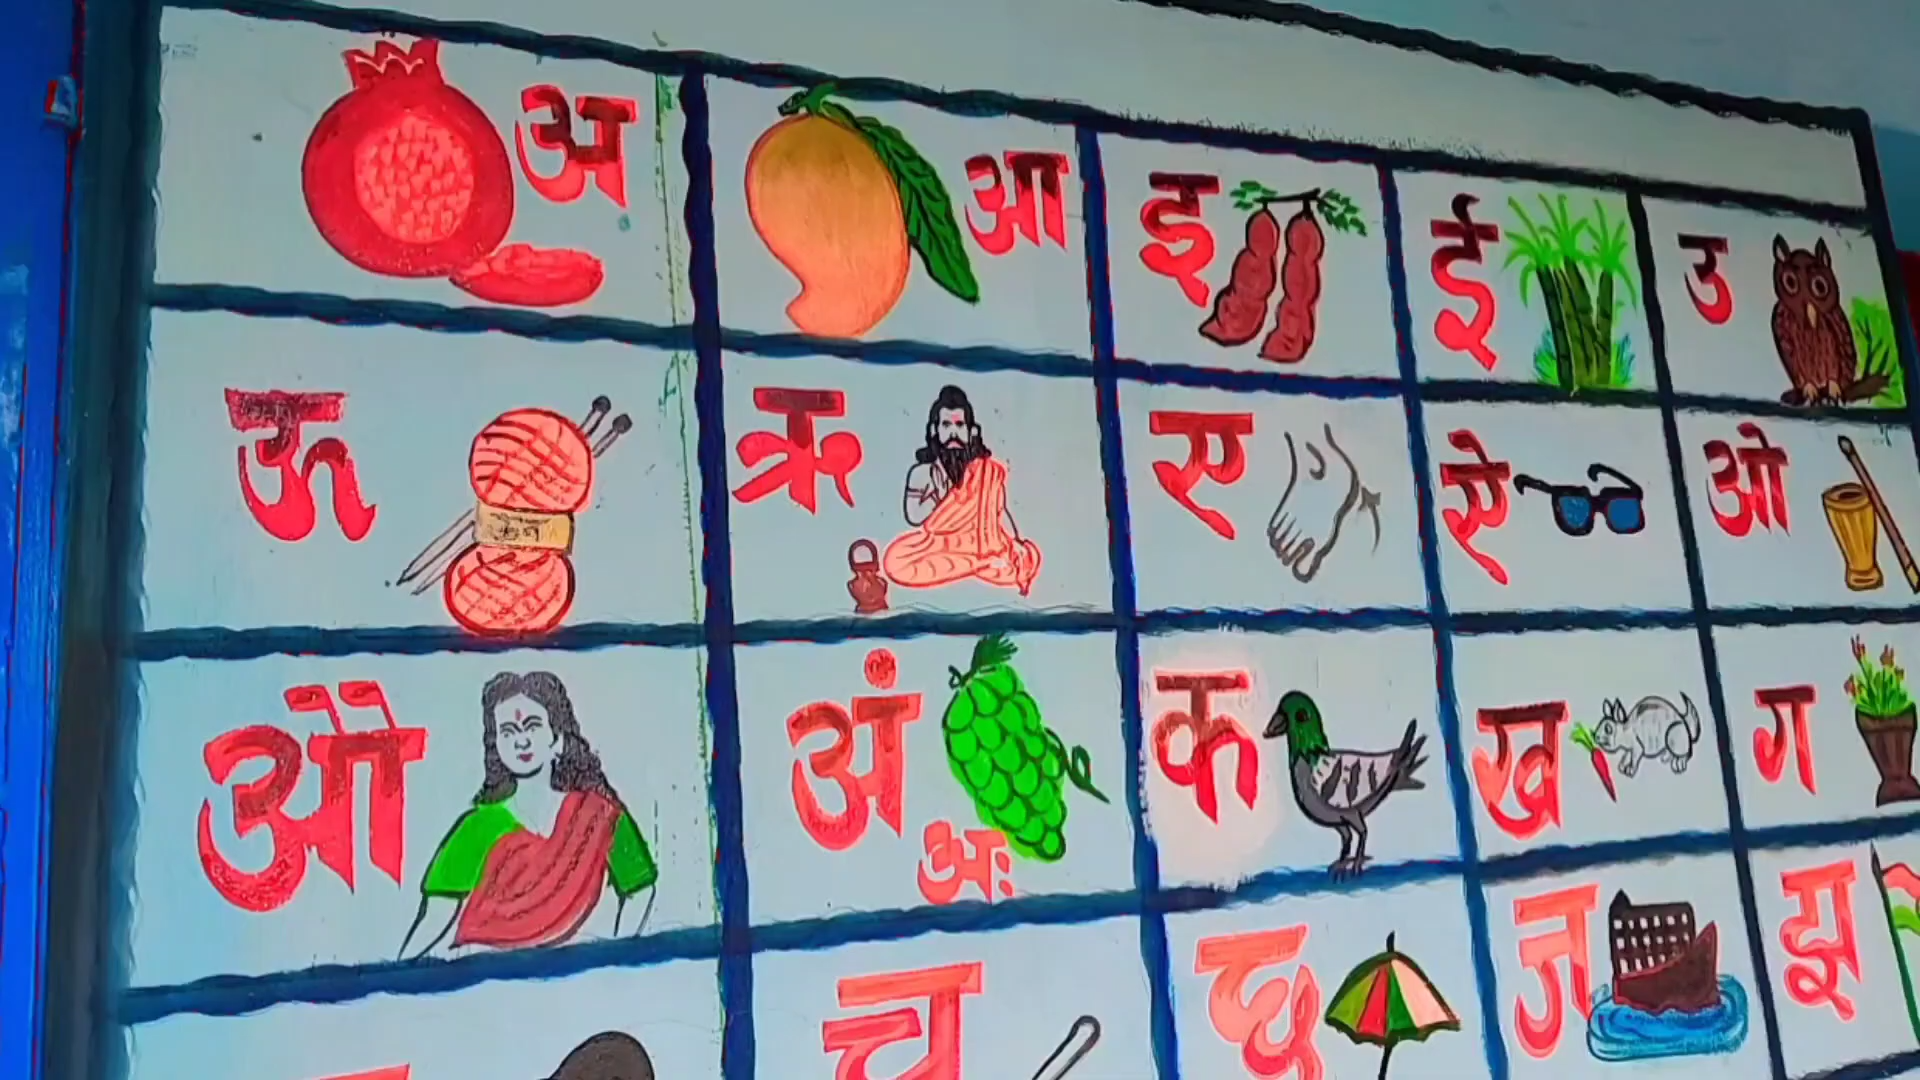 अ आ इ ई उ
ऊ ऋ ए ऐ ओ
औ अं अः क ख ग
च छ ज झ